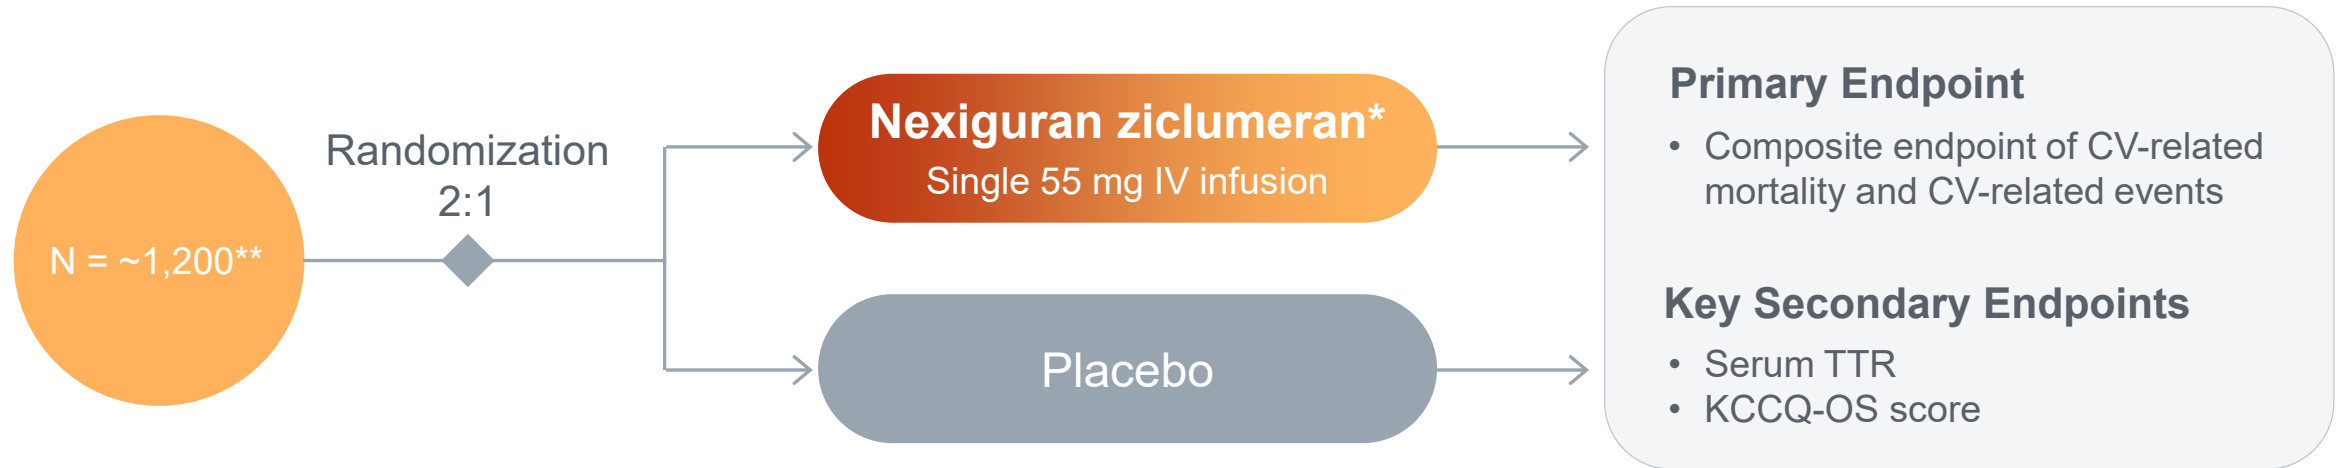 N = ~1,200**
Randomization
2:1
Nexiguran ziclumeran*
Single 55 mg IV infusion
Placebo
Primary Endpoint
• Composite endpoint of CV-related
mortality and CV-related events
Key Secondary Endpoints
• Serum TTR
• KCCQ-OS score